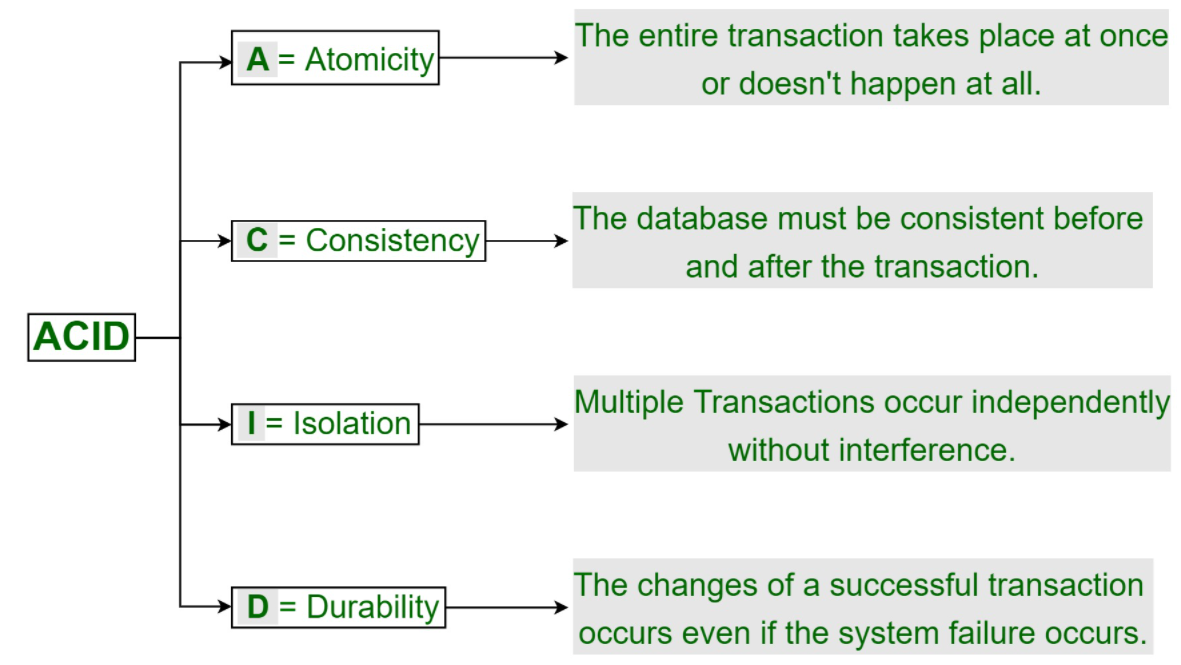 A = Atomicity
The entire transaction takes place at once
or doesn't happen at all.
C = Consistency
The database must be consistent before
and after the transaction.
ACID
I = Isolation
Multiple Transactions occur independently
without interference.
D = Durability
The changes of a successful transaction
occurs even if the system failure occurs.